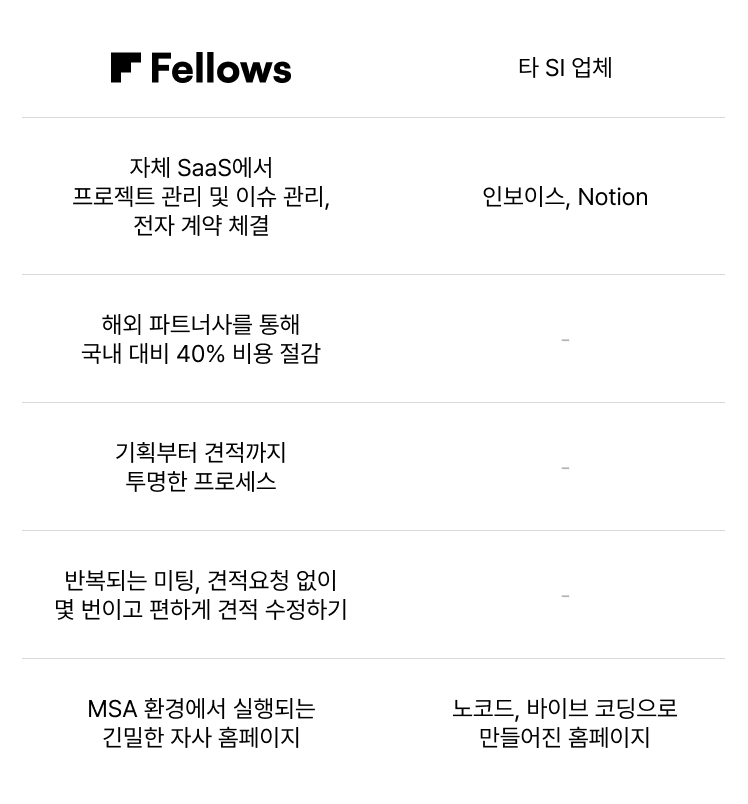 Fellows
타 SI 업체
자체 SaaS에서
프로젝트 관리 및 이슈 관리,
전자 계약 체결
인보이스, Notion
해외 파트너사를 통해
국내 대비 40% 비용 절감
-
기획부터 견적까지
투명한 프로세스
-
반복되는 미팅, 견적요청 없이
몇 번이고 편하게 견적 수정하기
-
MSA 환경에서 실행되는
긴밀한 자사 홈페이지
노코드, 바이브 코딩으로
만들어진 홈페이지